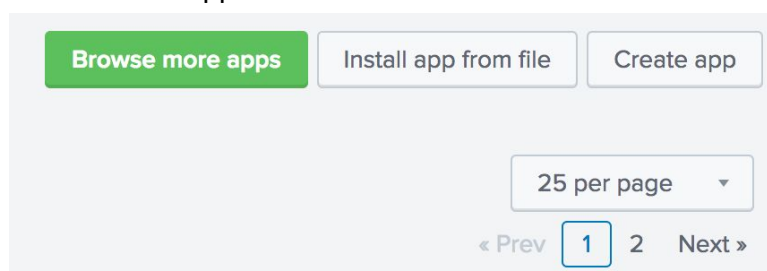 Browse more apps Install app from file Create app
25 per page
« Prev 1 2 Next »